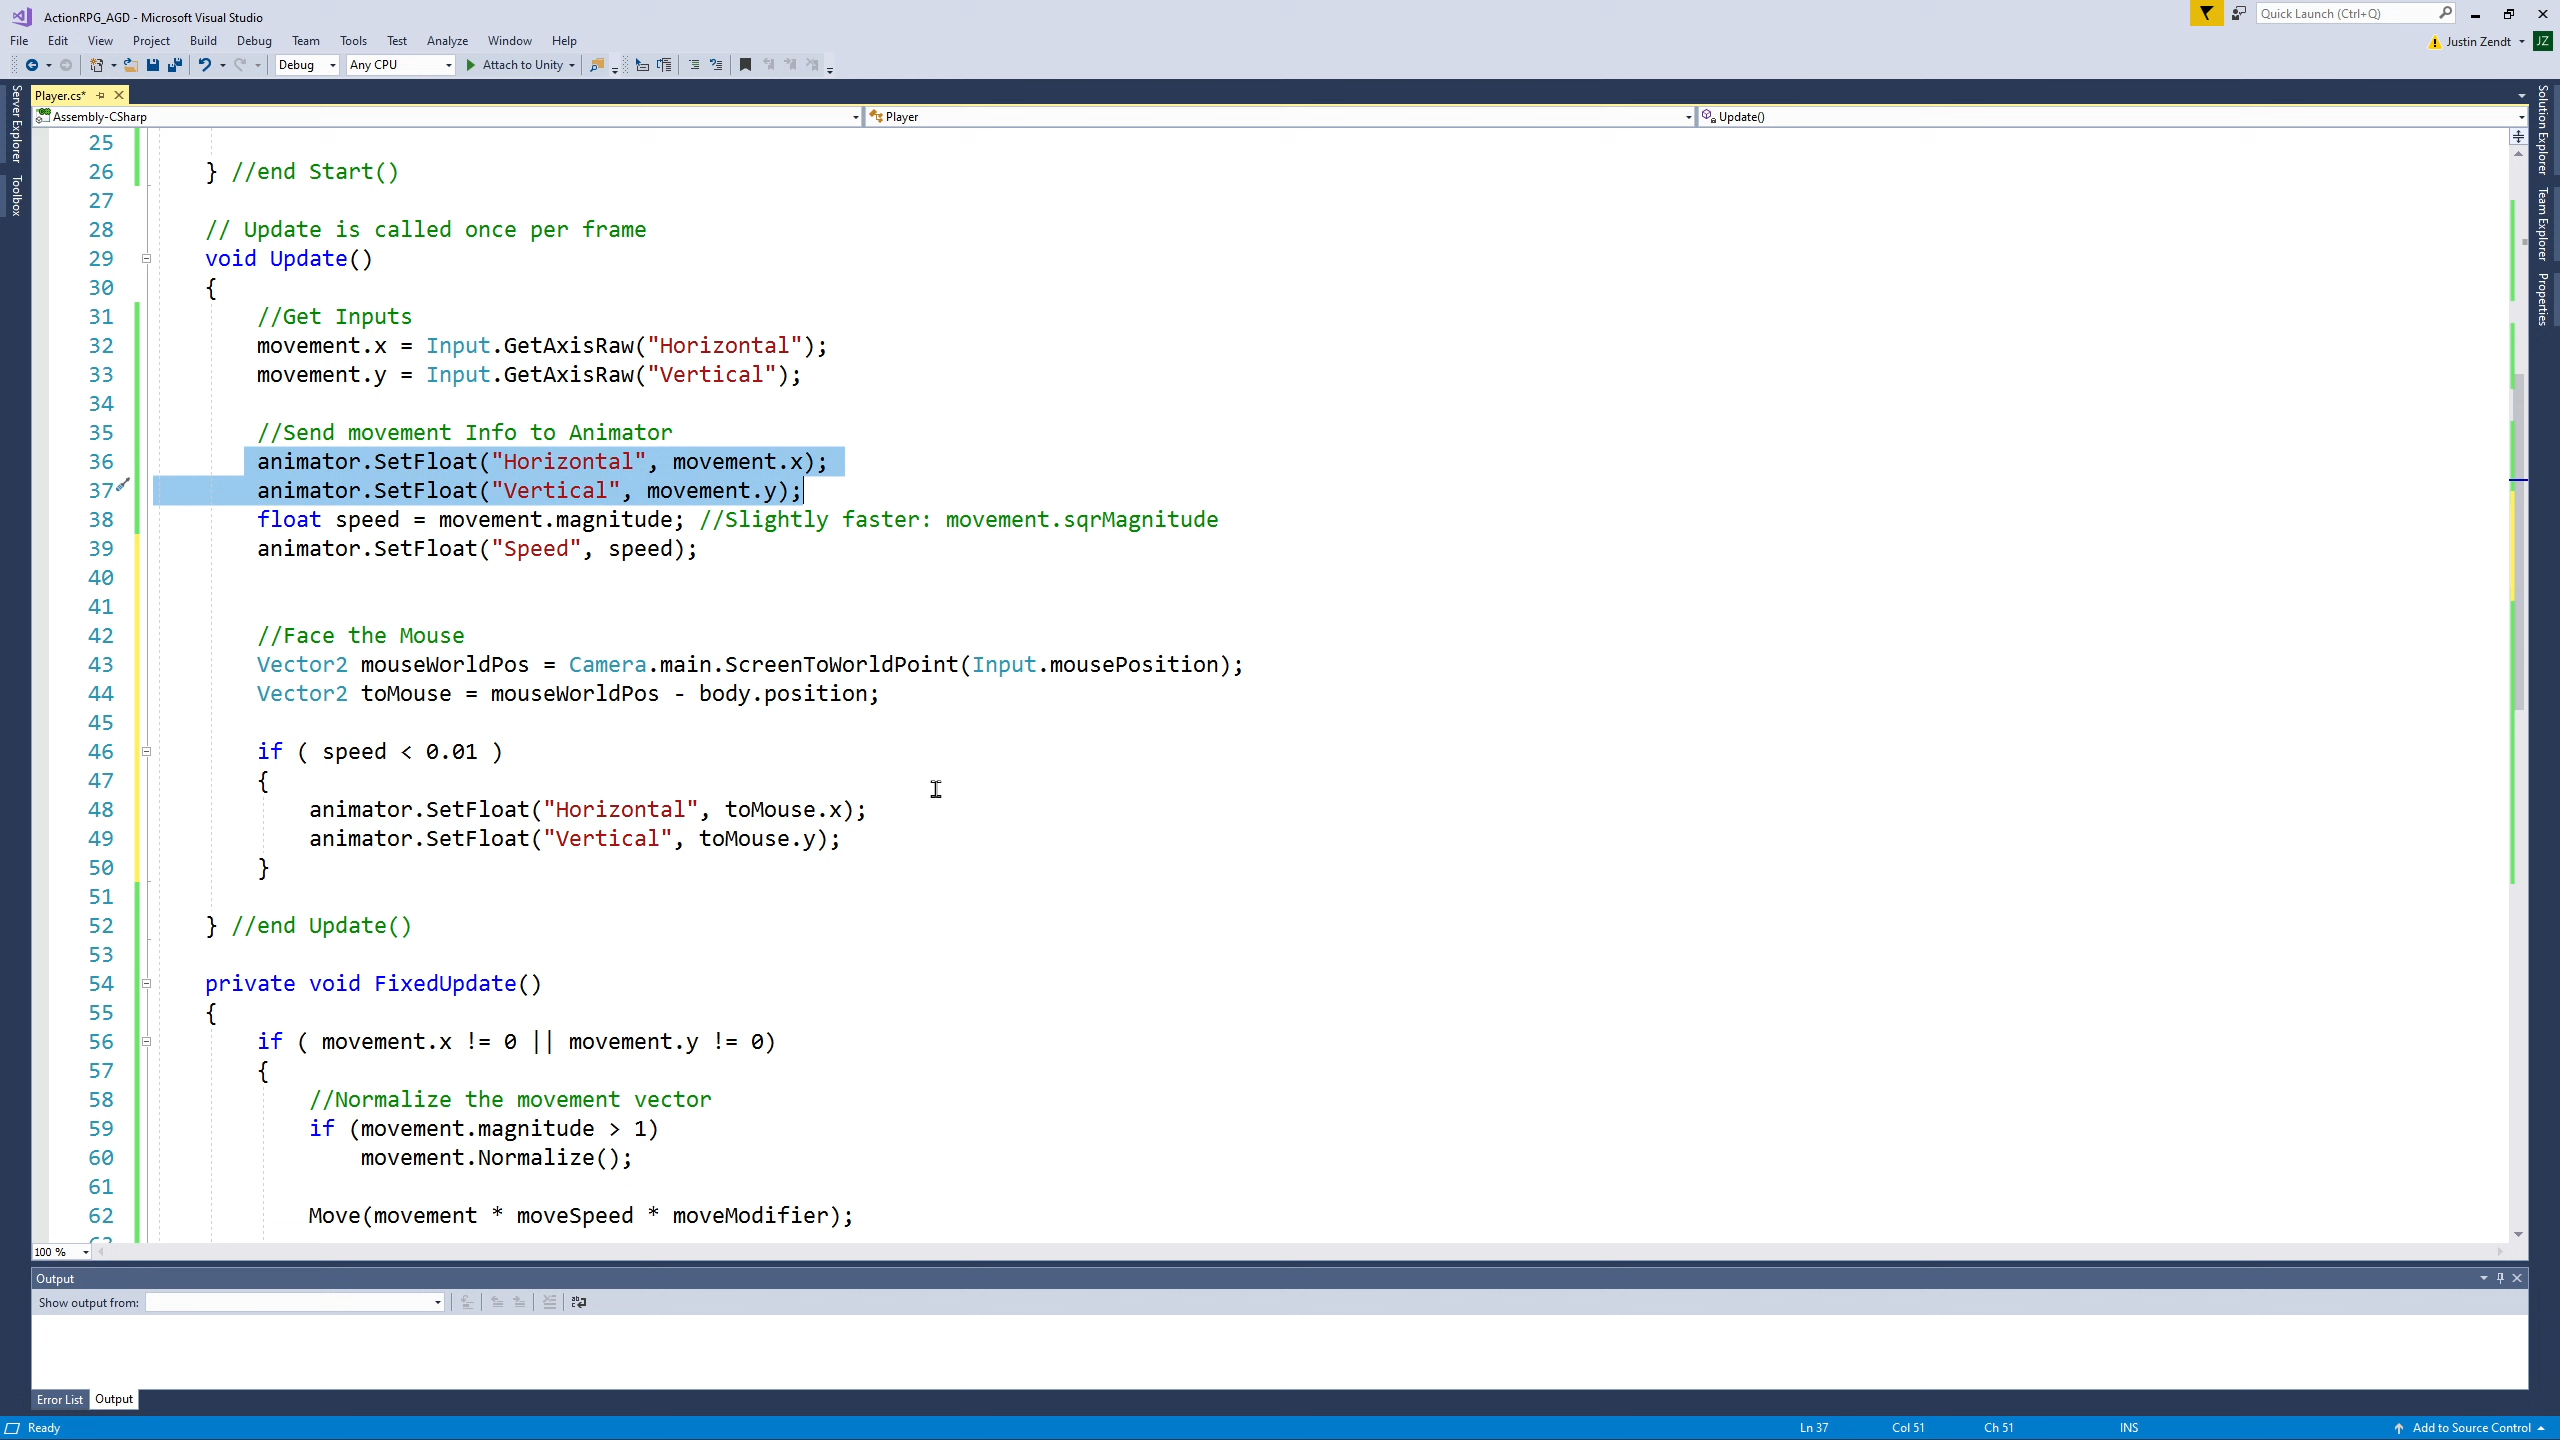 ActionRPG_AGD - Microsoft Visual Studio
Quick Launch (Ctrl+Q)
File Edit View Project Build Debug Team Tools Test Analyze Window Help
Justin Zendt JZ
Debug Any CPU Attach to Unity
Server Explorer
Toolbox
Solution Explorer
Team Explorer
Properties
Player.cs*
Assembly-CSharp Player Update()
25
26 } //end Start()
27
28 // Update is called once per frame
29 void Update()
30 {
31 //Get Inputs
32 movement.x = Input.GetAxisRaw("Horizontal");
33 movement.y = Input.GetAxisRaw("Vertical");
34
35 //Send movement Info to Animator
36 animator.SetFloat("Horizontal", movement.x);
37 animator.SetFloat("Vertical", movement.y);
38 float speed = movement.magnitude; //Slightly faster: movement.sqrMagnitude
39 animator.SetFloat("Speed", speed);
40
41
42 //Face the Mouse
43 Vector2 mouseWorldPos = Camera.main.ScreenToWorldPoint(Input.mousePosition);
44 Vector2 toMouse = mouseWorldPos - body.position;
45
46 if ( speed < 0.01 )
47 {
48 animator.SetFloat("Horizontal", toMouse.x);
49 animator.SetFloat("Vertical", toMouse.y);
50 }
51
52 } //end Update()
53
54 private void FixedUpdate()
55 {
56 if ( movement.x != 0 || movement.y != 0)
57 {
58 //Normalize the movement vector
59 if (movement.magnitude > 1)
60 movement.Normalize();
61
62 Move(movement * moveSpeed * moveModifier);
100 %
Output
Show output from:
Error List Output
Ready Ln 37 Col 51 Ch 51 INS Add to Source Control